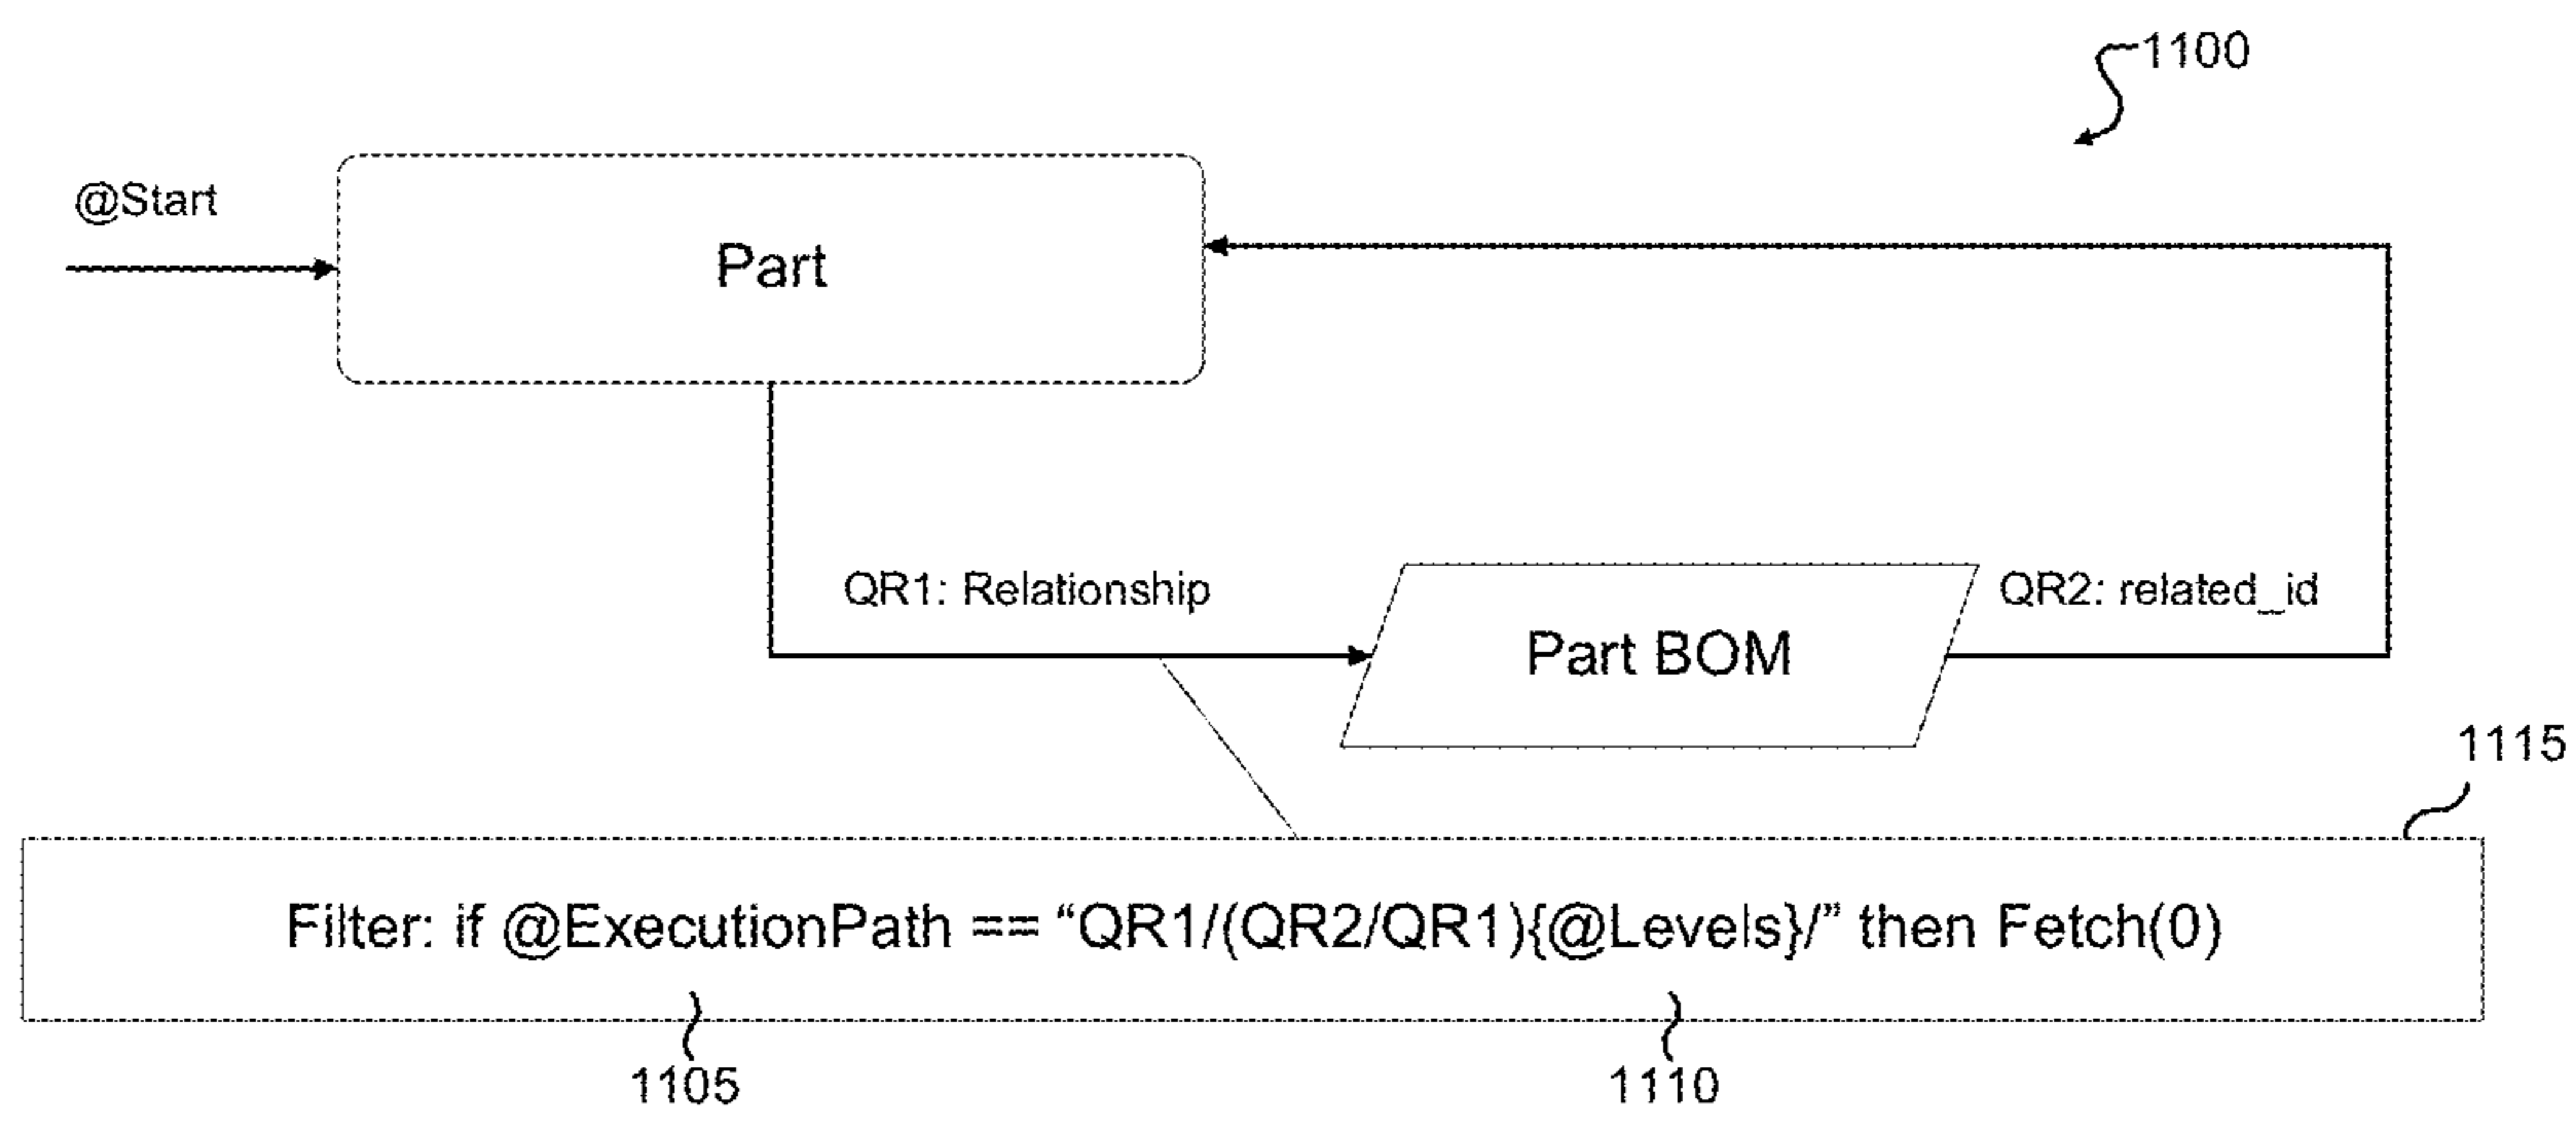 1100
@Start
Part
QR1: Relationship
Part BOM
QR2: related_id
1115
Filter: if @ExecutionPath == “QR1/(QR2/QR1){@Levels}/” then Fetch(0)
1105
1110